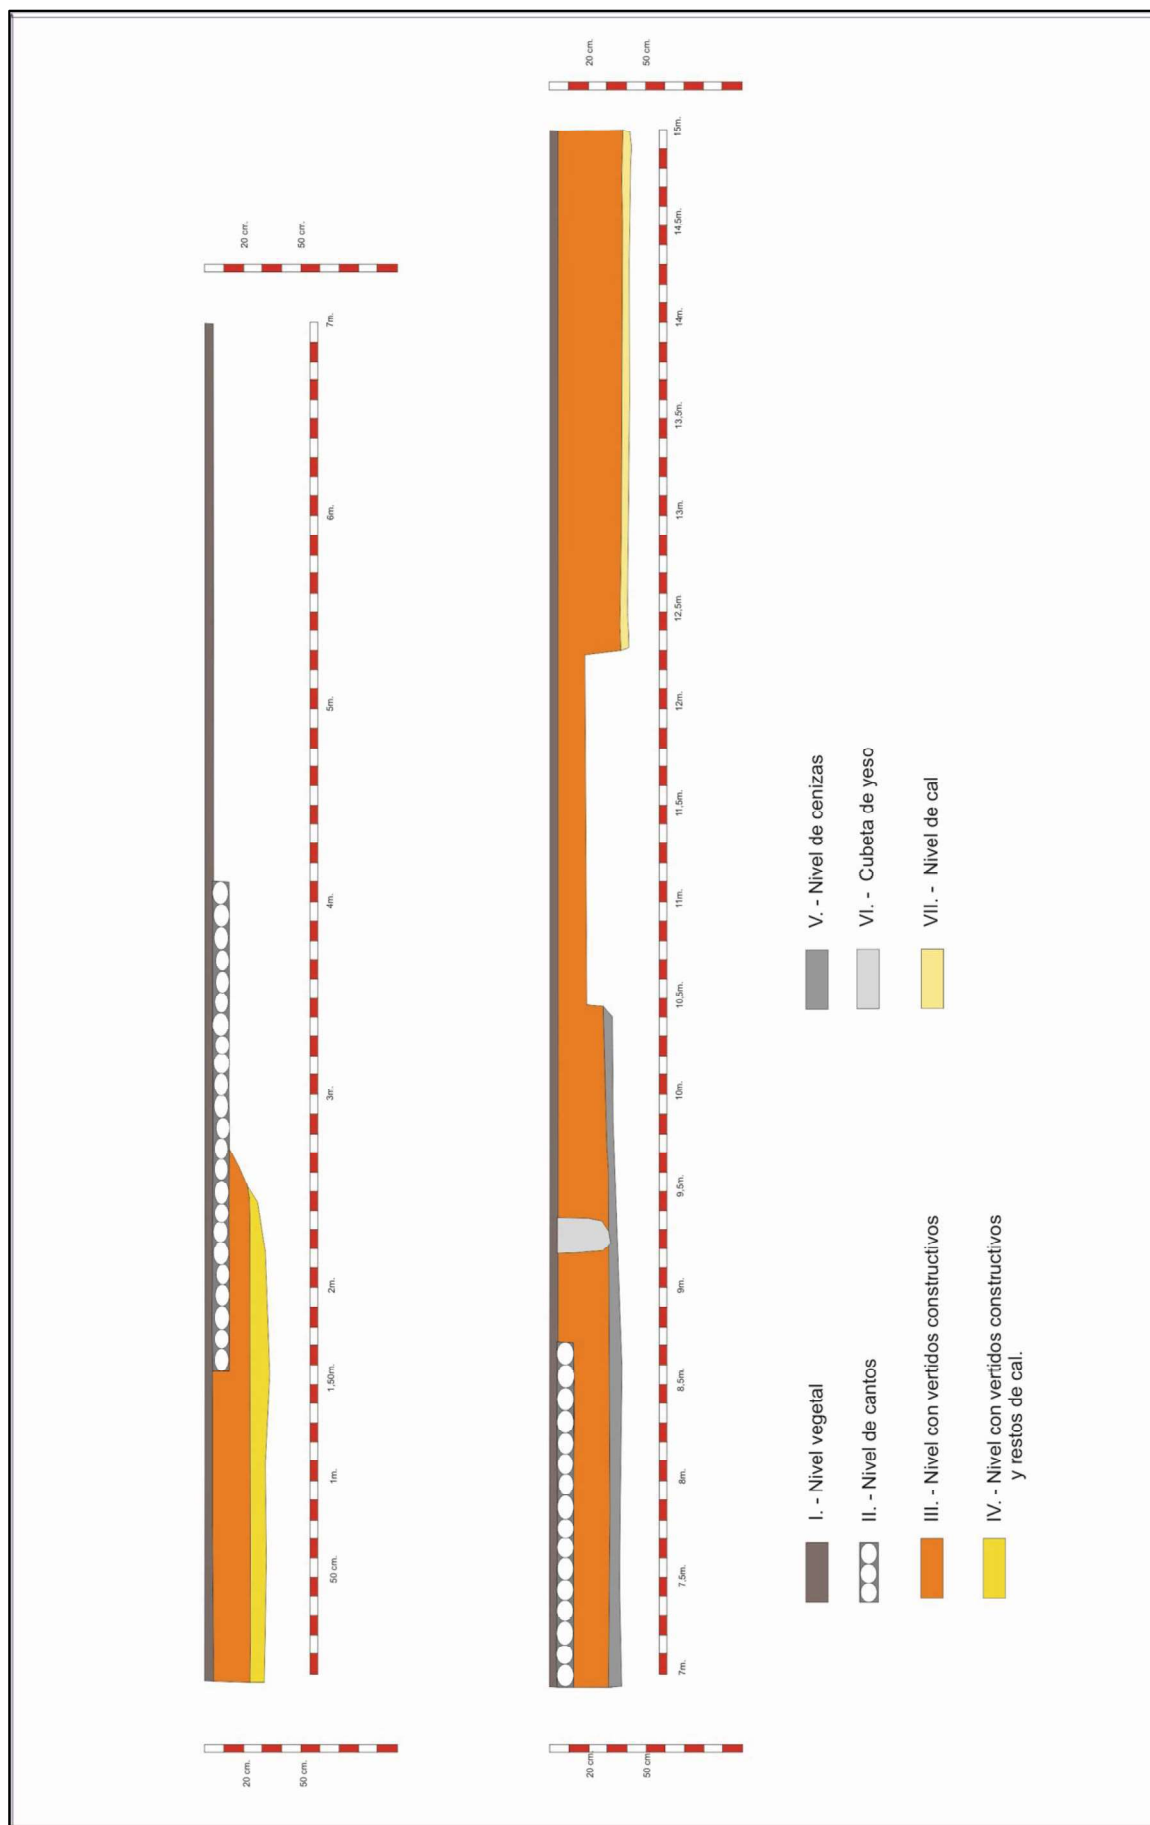 20 cm.
50 cm.
20 cm.
50 cm.
50 cm.
1m.
1,50m.
2m.
3m.
4m.
5m.
6m.
7m.
20 cm.
50 cm.
20 cm.
50 cm.
7m.
7,5m.
8m.
8,5m.
9m.
9,5m.
10m.
10,5m.
11m.
11,5m.
12m.
12,5m.
13m.
13,5m.
14m.
14,5m.
15m.
I. - Nivel vegetal
II. - Nivel de cantos
III. - Nivel con vertidos constructivos
IV. - Nivel con vertidos constructivos
y restos de cal.
V. - Nivel de cenizas
VI. - Cubeta de yeso
VII. - Nivel de cal